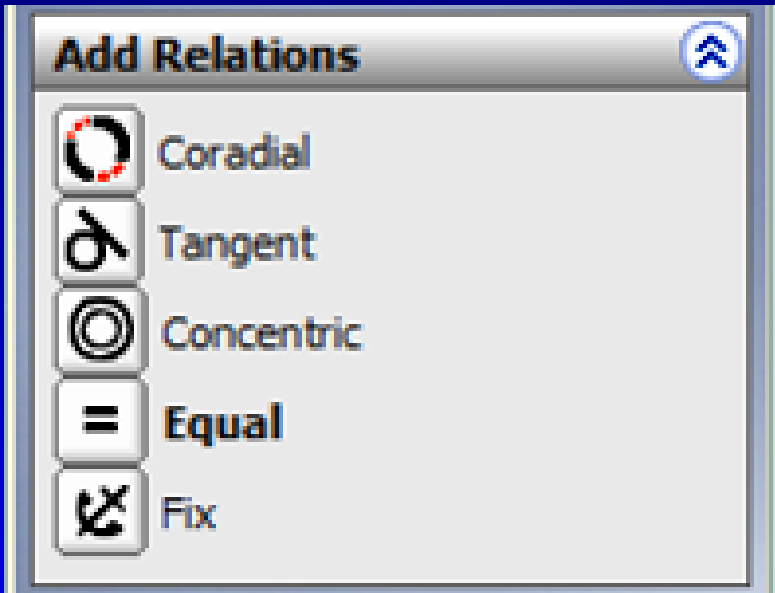 Add Relations
Coradial
Tangent
Concentric
= Equal
Fix